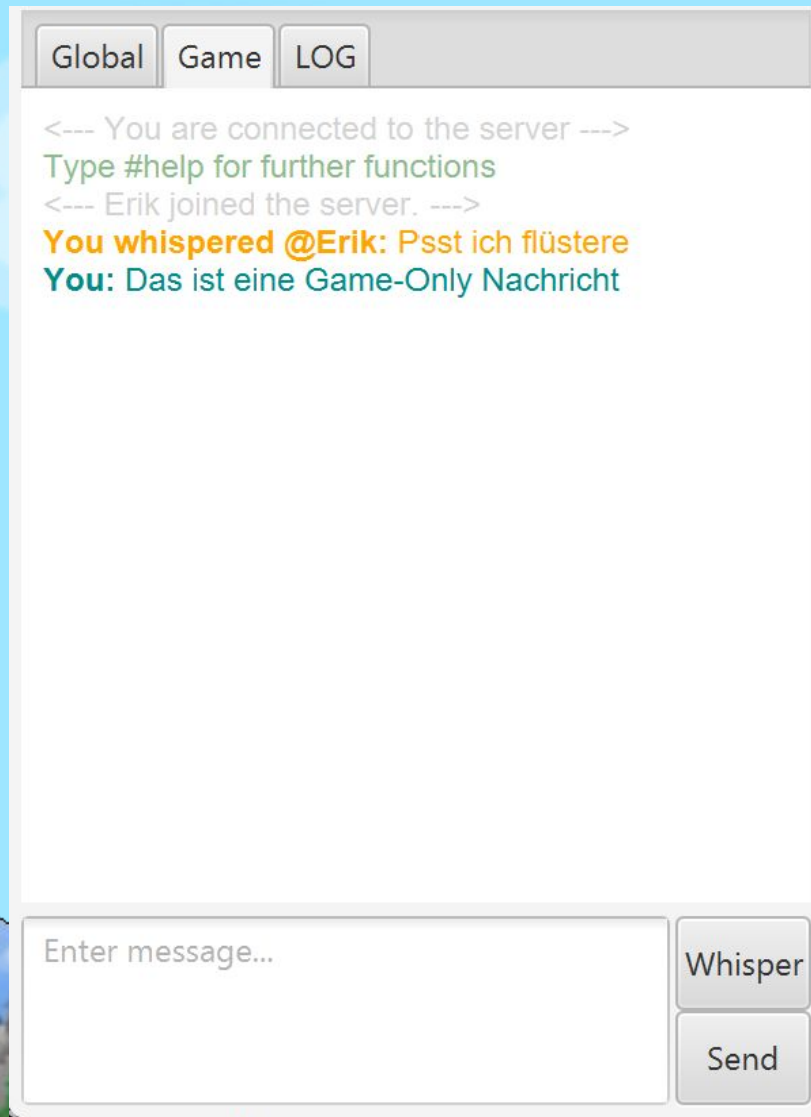 Global Game LOG
<--- You are connected to the server --->
Type #help for further functions
<--- Erik joined the server. --->
You whispered @Erik: Psst ich flüstere
You: Das ist eine Game-Only Nachricht
Enter message...
Whisper
Send